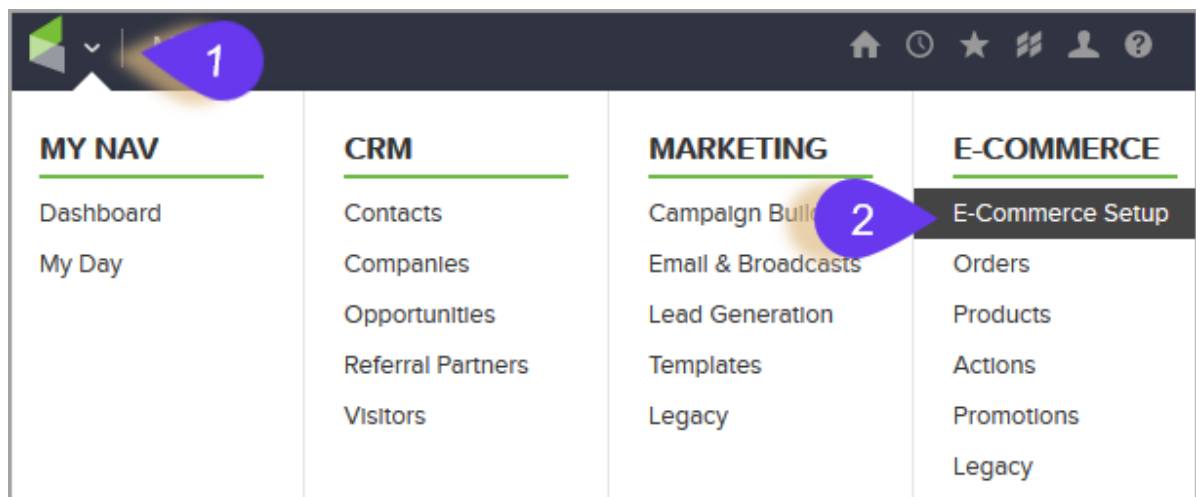 1
MY NAV
Dashboard
My Day
CRM
Contacts
Companies
Opportunities
Referral Partners
Visitors
MARKETING
Campaign
2
Email & Broadcasts
Lead Generation
Templates
Legacy
E-COMMERCE
E-Commerce Setup
Orders
Products
Actions
Promotions
Legacy